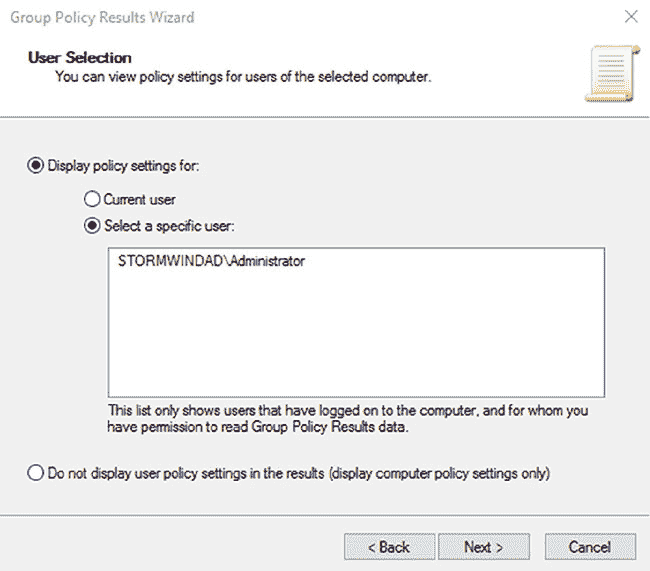 Group Policy Results Wizard
User Selection
You can view policy settings for users of the selected computer.
Display policy settings for:
Current user
Select a specific user:
STORMWINDAD\Administrator
This list only shows users that have logged on to the computer, and for whom you
have permission to read Group Policy Results data.
Do not display user policy settings in the results (display computer policy settings only)
< Back Next > Cancel